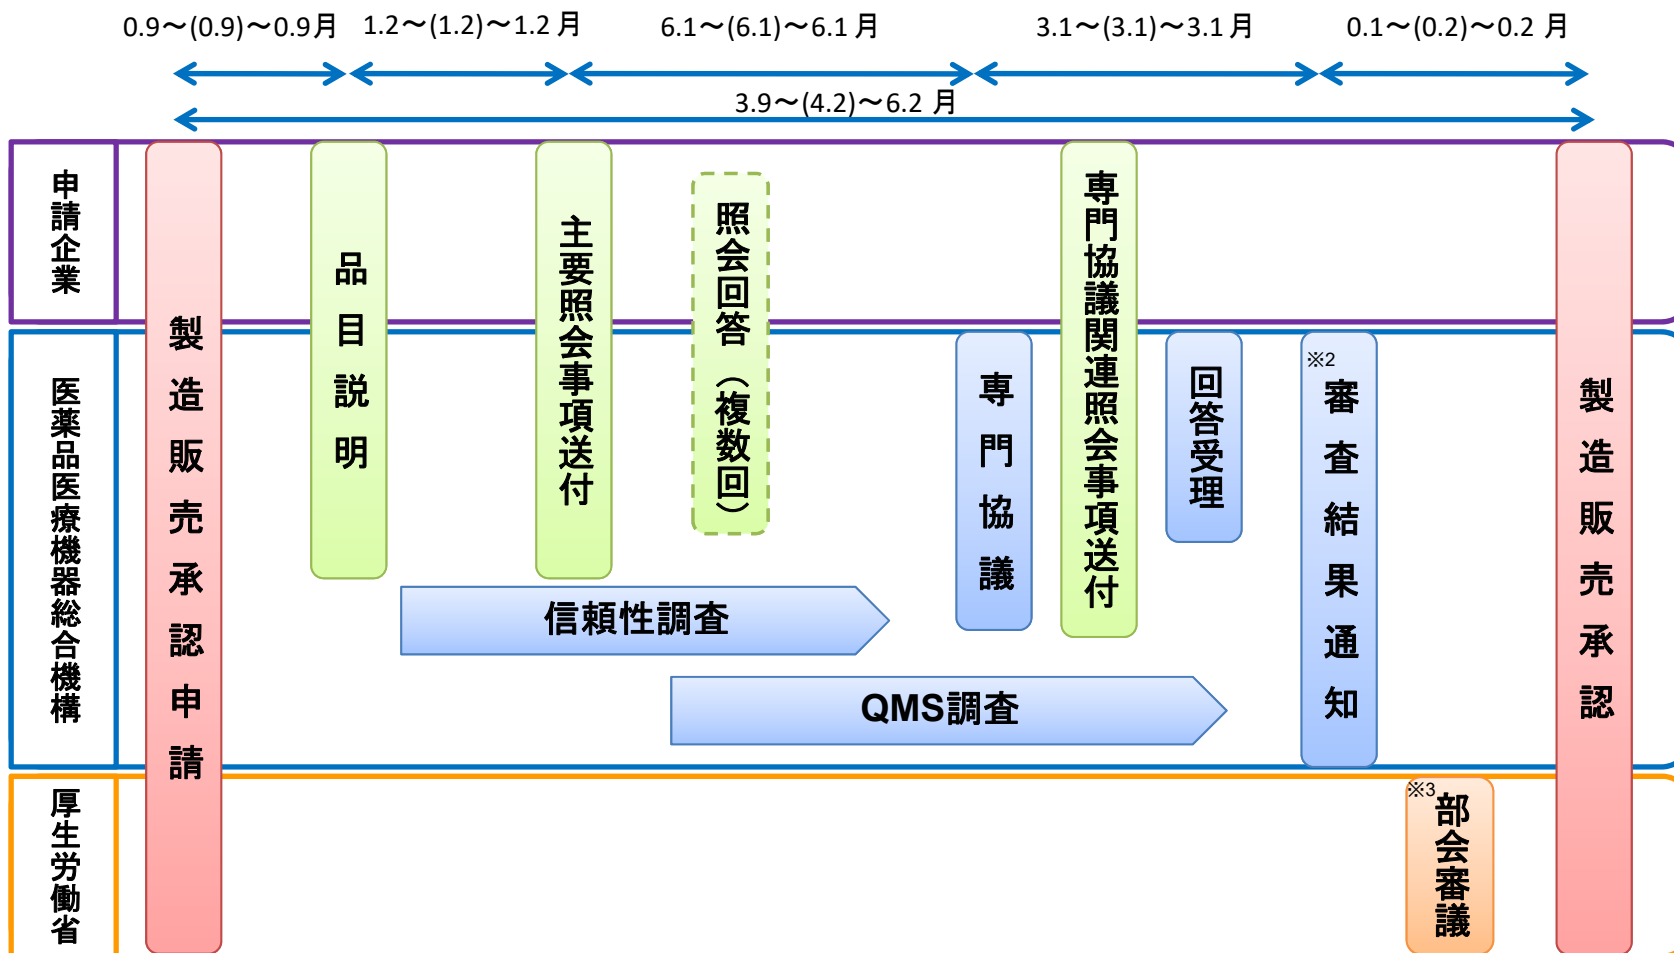 0.9～(0.9)～0.9月
1.2～(1.2)～1.2 月
6.1～(6.1)～6.1 月
3.1～(3.1)～3.1 月
0.1～(0.2)～0.2 月
3.9～(4.2)～6.2 月
申請企業
医薬品医療機器総合機構
厚生労働省
製造販売承認申請
品目説明
主要照会事項送付
照会回答（複数回）
専門協議
専門協議関連照会事項送付
回答受理
※2
審査結果通知
製造販売承認
信頼性調査
QMS調査
※3
部会審議